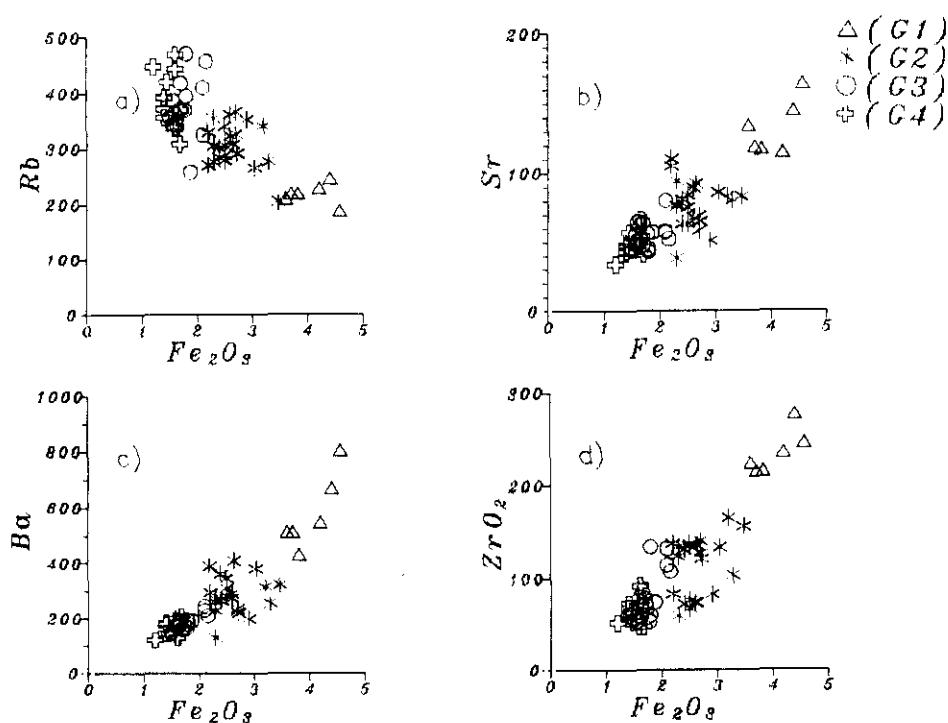 △ (G1)
* (G2)
○ (G3)
✚ (G4)
a)
Rb
500
400
300
200
100
0
0 1 2 3 4 5
Fe₂O₃
b)
Sr
200
100
0
0 1 2 3 4 5
Fe₂O₃
c)
Ba
1000
800
600
400
200
0
0 1 2 3 4 5
Fe₂O₃
d)
ZrO₂
300
200
100
0
0 1 2 3 4 5
Fe₂O₃